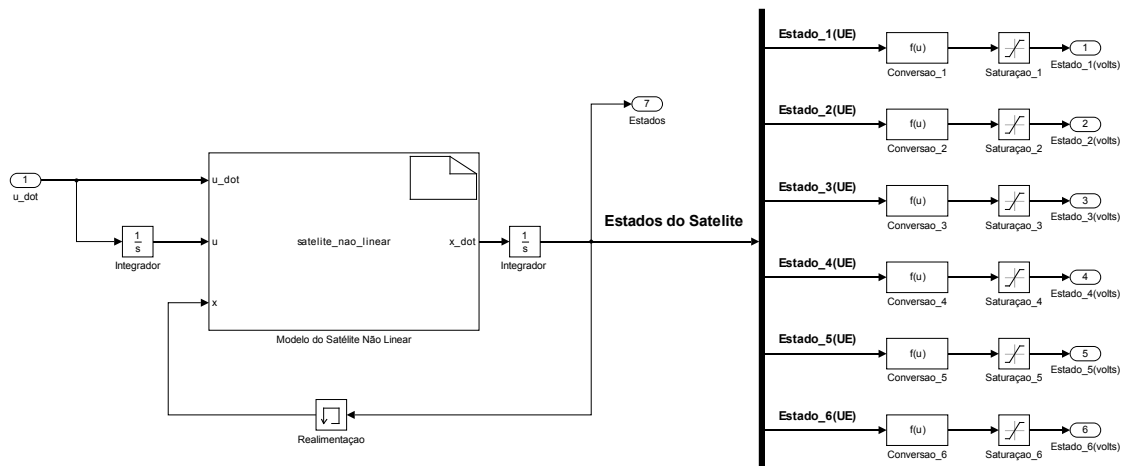 1
u_dot
1
s
Integrador
u_dot
u
x
satelite_nao_linear
x_dot
Modelo do Satélite Não Linear
1
s
Integrador
Realimentaçao
7
Estados
Estados do Satelite
Estado_1(UE)
f(u)
Conversao_1
Saturaçao_1
1
Estado_1(volts)
Estado_2(UE)
f(u)
Conversao_2
Saturaçao_2
2
Estado_2(volts)
Estado_3(UE)
f(u)
Conversao_3
Saturaçao_3
3
Estado_3(volts)
Estado_4(UE)
f(u)
Conversao_4
Saturaçao_4
4
Estado_4(volts)
Estado_5(UE)
f(u)
Conversao_5
Saturaçao_5
5
Estado_5(volts)
Estado_6(UE)
f(u)
Conversao_6
Saturaçao_6
6
Estado_6(volts)